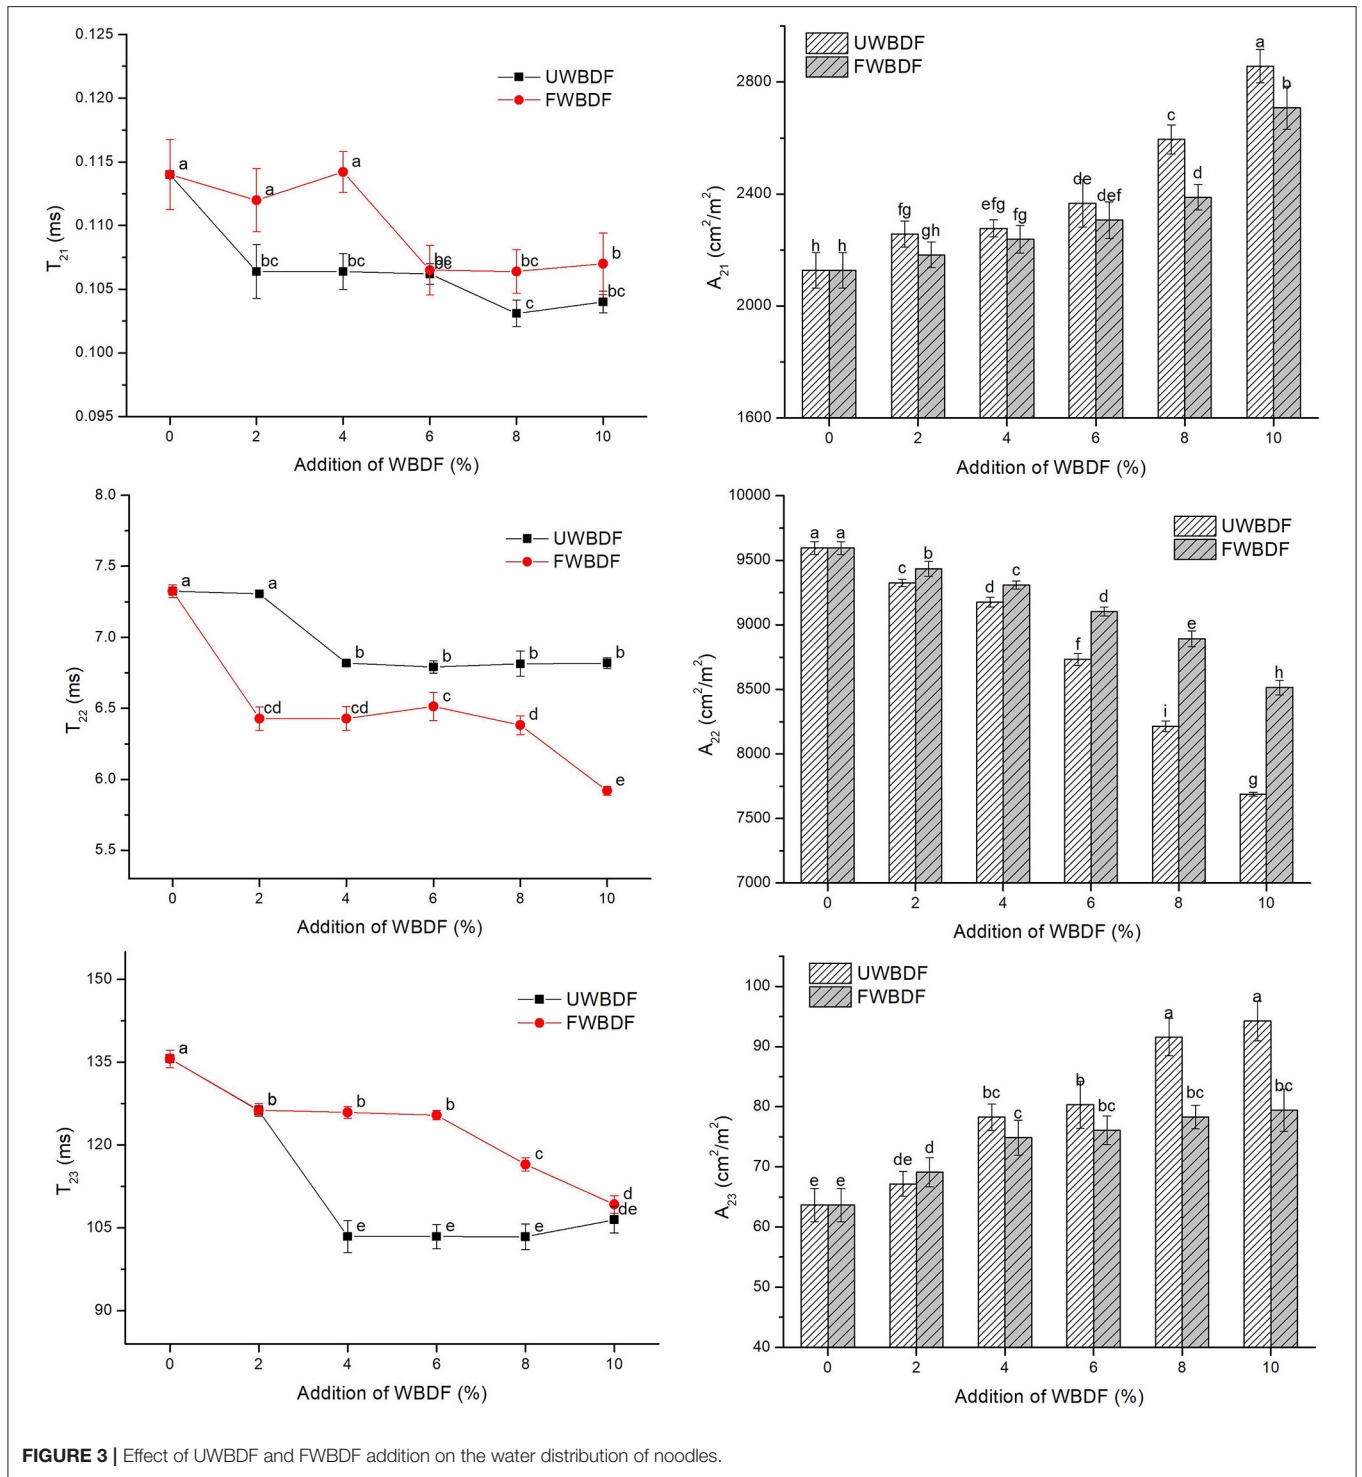 0.125
0.120
0.115
0.110
0.105
0.100
0.095
T21 (ms)
UWBDF
FWBDF
a
a
a
bc
bc
bc
bc
bc
b
c
bc
0 2 4 6 8 10
Addition of WBDF (%)
2800
2400
2000
1600
A21 (cm2/m2)
UWBDF
FWBDF
h h
fg gh
efg fg
de def
c d
a b
0 2 4 6 8 10
Addition of WBDF (%)
8.0
7.5
7.0
6.5
6.0
5.5
T22 (ms)
UWBDF
FWBDF
a
a
b
b
b
b
cd
cd
c
d
e
0 2 4 6 8 10
Addition of WBDF (%)
10000
9500
9000
8500
8000
7500
7000
A22 (cm2/m2)
UWBDF
FWBDF
a a
c b
d c
f d
i e
g h
0 2 4 6 8 10
Addition of WBDF (%)
150
135
120
105
90
T23 (ms)
UWBDF
FWBDF
a
b
b
b
c
d
de
e
e
e
0 2 4 6 8 10
Addition of WBDF (%)
100
90
80
70
60
50
40
A23 (cm2/m2)
UWBDF
FWBDF
e e
de d
bc c
b bc
a bc
a bc
0 2 4 6 8 10
Addition of WBDF (%)
FIGURE 3 | Effect of UWBDF and FWBDF addition on the water distribution of noodles.